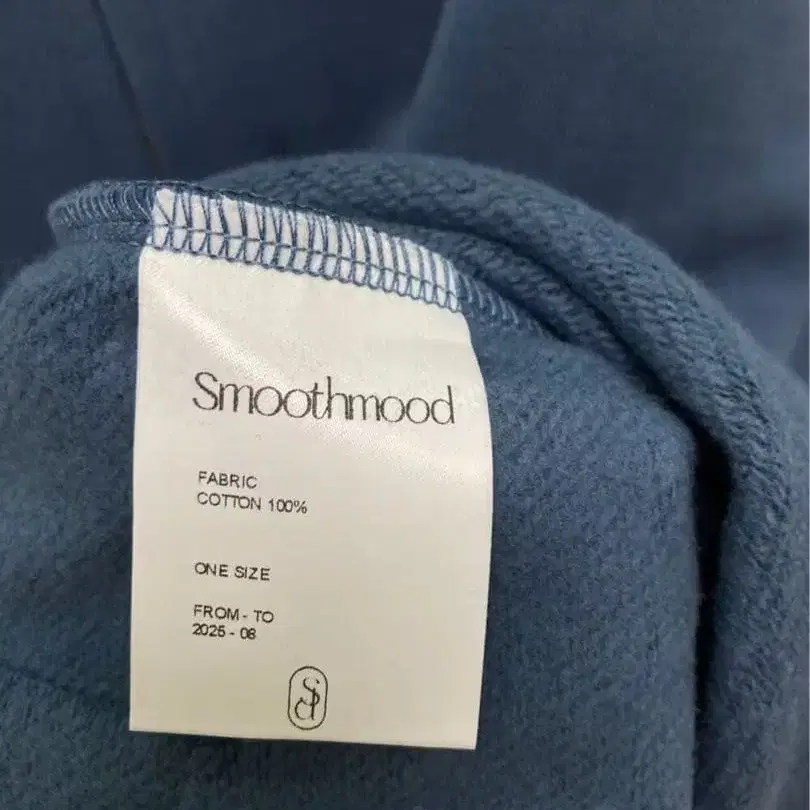 Smoothmood
FABRIC
COTTON 100%
ONE SIZE
FROM - TO
2025 - 08